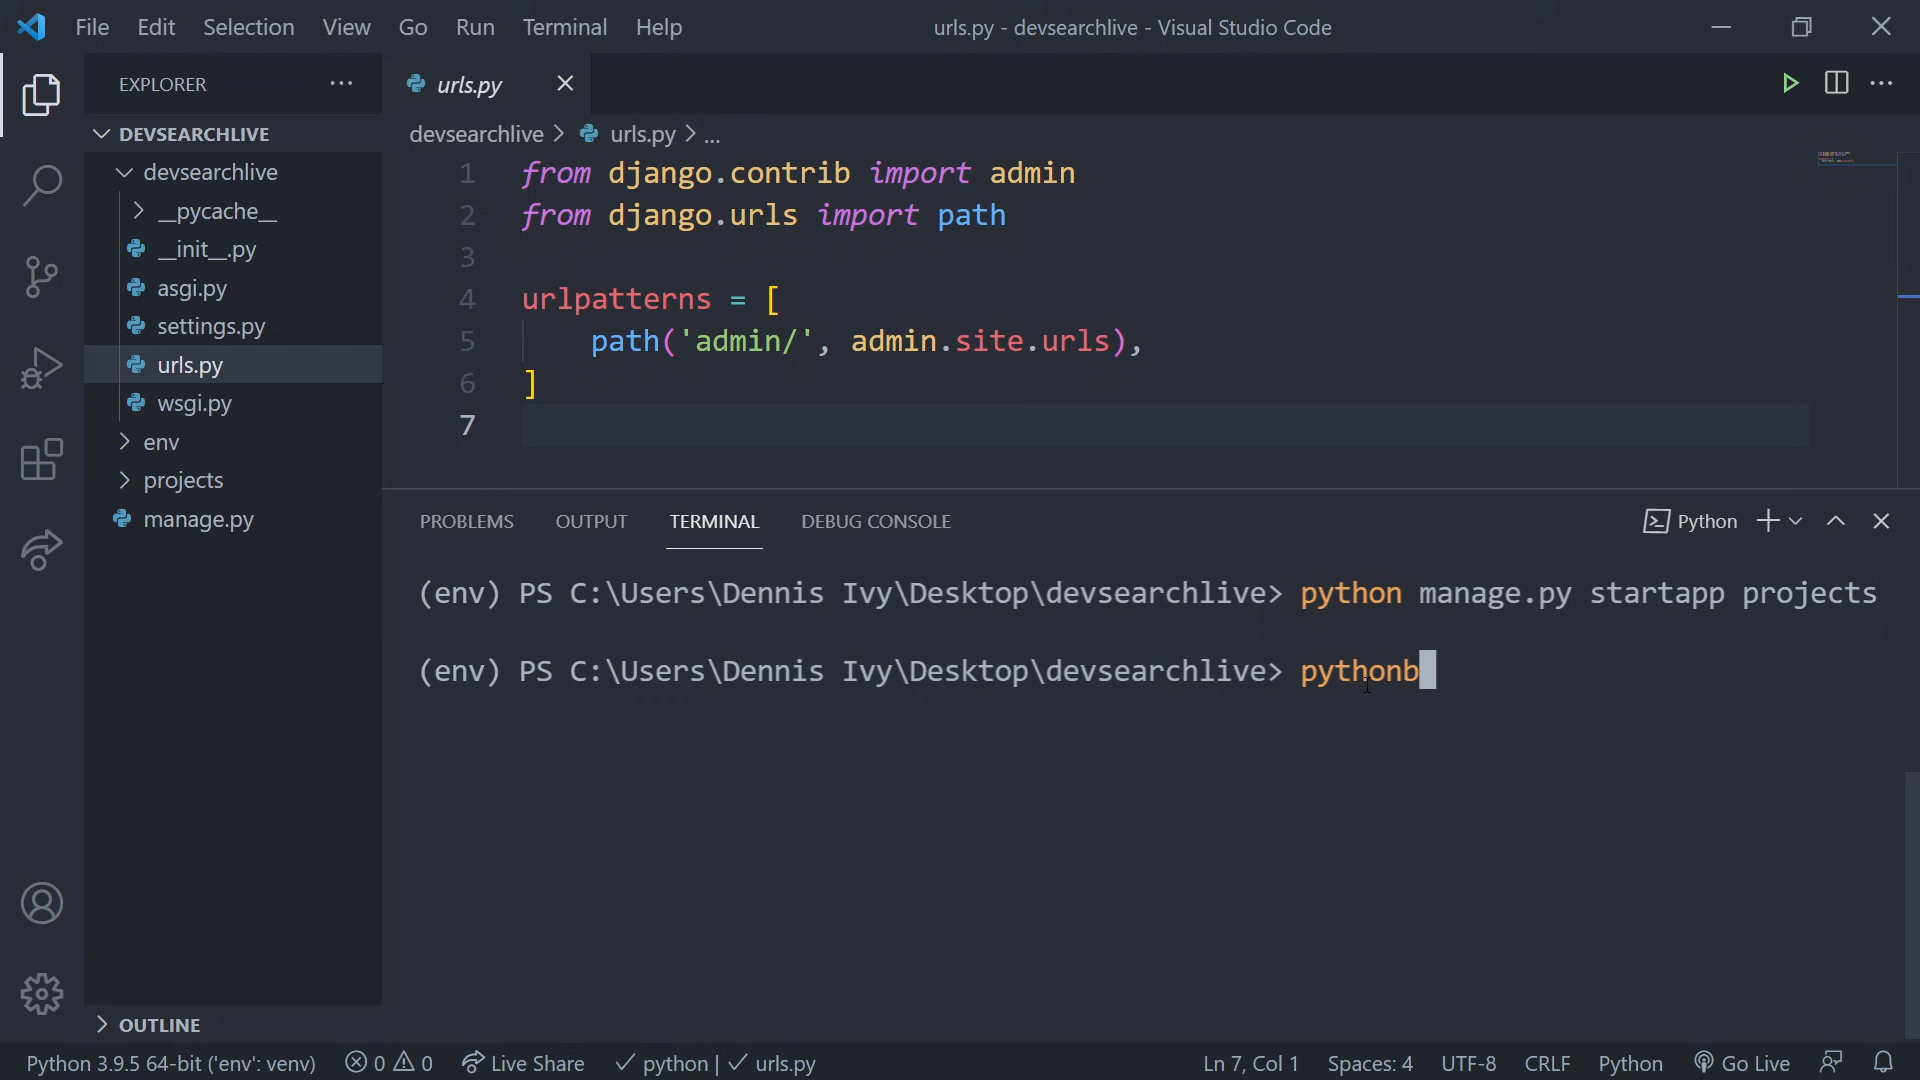 File Edit Selection View Go Run Terminal Help
urls.py - devsearchlive - Visual Studio Code
EXPLORER
DEVSEARCHLIVE
devsearchlive
__pycache__
__init__.py
asgi.py
settings.py
urls.py
wsgi.py
env
projects
manage.py
OUTLINE
urls.py
devsearchlive > urls.py > ...
1 from django.contrib import admin
2 from django.urls import path
3
4 urlpatterns = [
5     path('admin/', admin.site.urls),
6 ]
7
PROBLEMS OUTPUT TERMINAL DEBUG CONSOLE
Python
(env) PS C:\Users\Dennis Ivy\Desktop\devsearchlive> python manage.py startapp projects
(env) PS C:\Users\Dennis Ivy\Desktop\devsearchlive> pythonb
Python 3.9.5 64-bit ('env': venv) 0 0 Live Share python | urls.py Ln 7, Col 1 Spaces: 4 UTF-8 CRLF Python Go Live